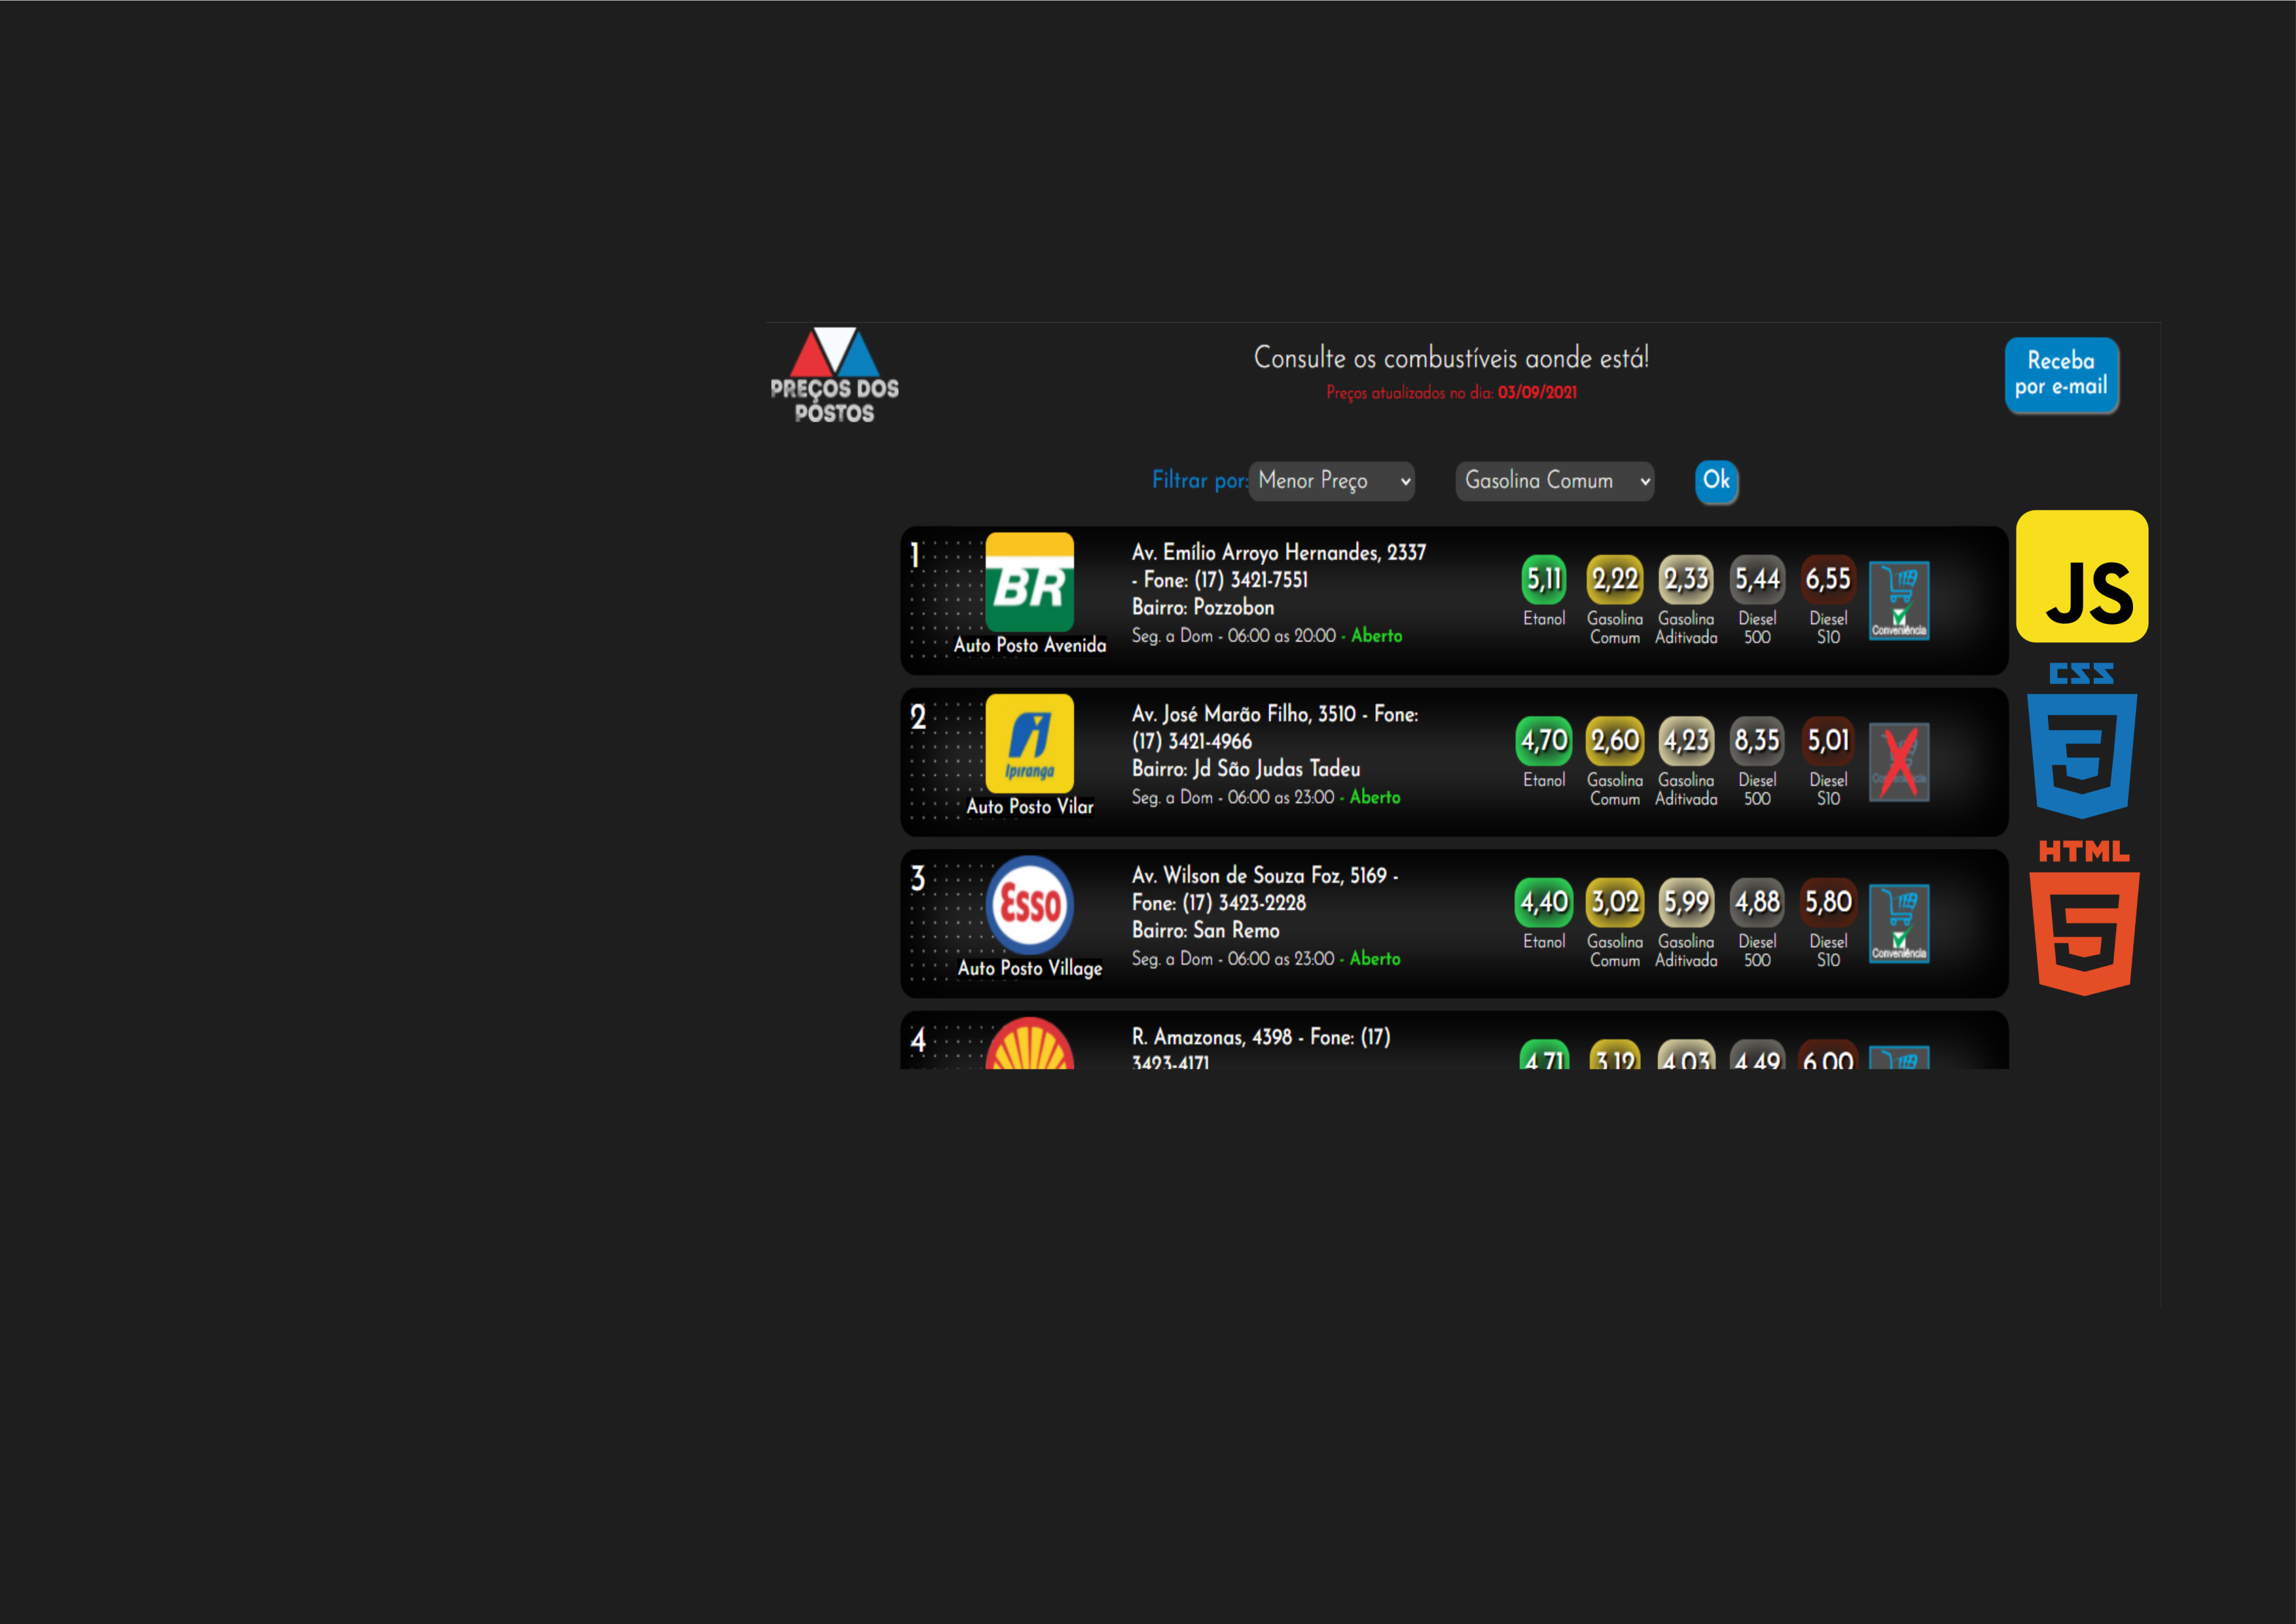 PREÇOS DOS
POSTOS
Consulte os combustíveis aonde está!
Preços atualizados no dia: 03/09/2021
Receba
por e-mail
Filtrar por:
Menor Preço
Gasolina Comum
Ok
1
BR
Auto Posto Avenida
Av. Emílio Arroyo Hernandes, 2337
- Fone: (17) 3421-7551
Bairro: Pozzobon
Seg. a Dom - 06:00 as 20:00 - Aberto
5,11
Etanol
2,22
Gasolina
Comum
2,33
Gasolina
Aditivada
5,44
Diesel
500
6,55
Diesel
S10
Conveniência
2
Ipiranga
Auto Posto Vilar
Av. José Marão Filho, 3510 - Fone:
(17) 3421-4966
Bairro: Jd São Judas Tadeu
Seg. a Dom - 06:00 as 23:00 - Aberto
4,70
Etanol
2,60
Gasolina
Comum
4,23
Gasolina
Aditivada
8,35
Diesel
500
5,01
Diesel
S10
3
Esso
Auto Posto Village
Av. Wilson de Souza Foz, 5169 -
Fone: (17) 3423-2228
Bairro: San Remo
Seg. a Dom - 06:00 as 23:00 - Aberto
4,40
Etanol
3,02
Gasolina
Comum
5,99
Gasolina
Aditivada
4,88
Diesel
500
5,80
Diesel
S10
Conveniência
4
R. Amazonas, 4398 - Fone: (17)
3423-4171
4,71
3,12
4,03
4,49
6,00
JS
CSS
3
HTML
5